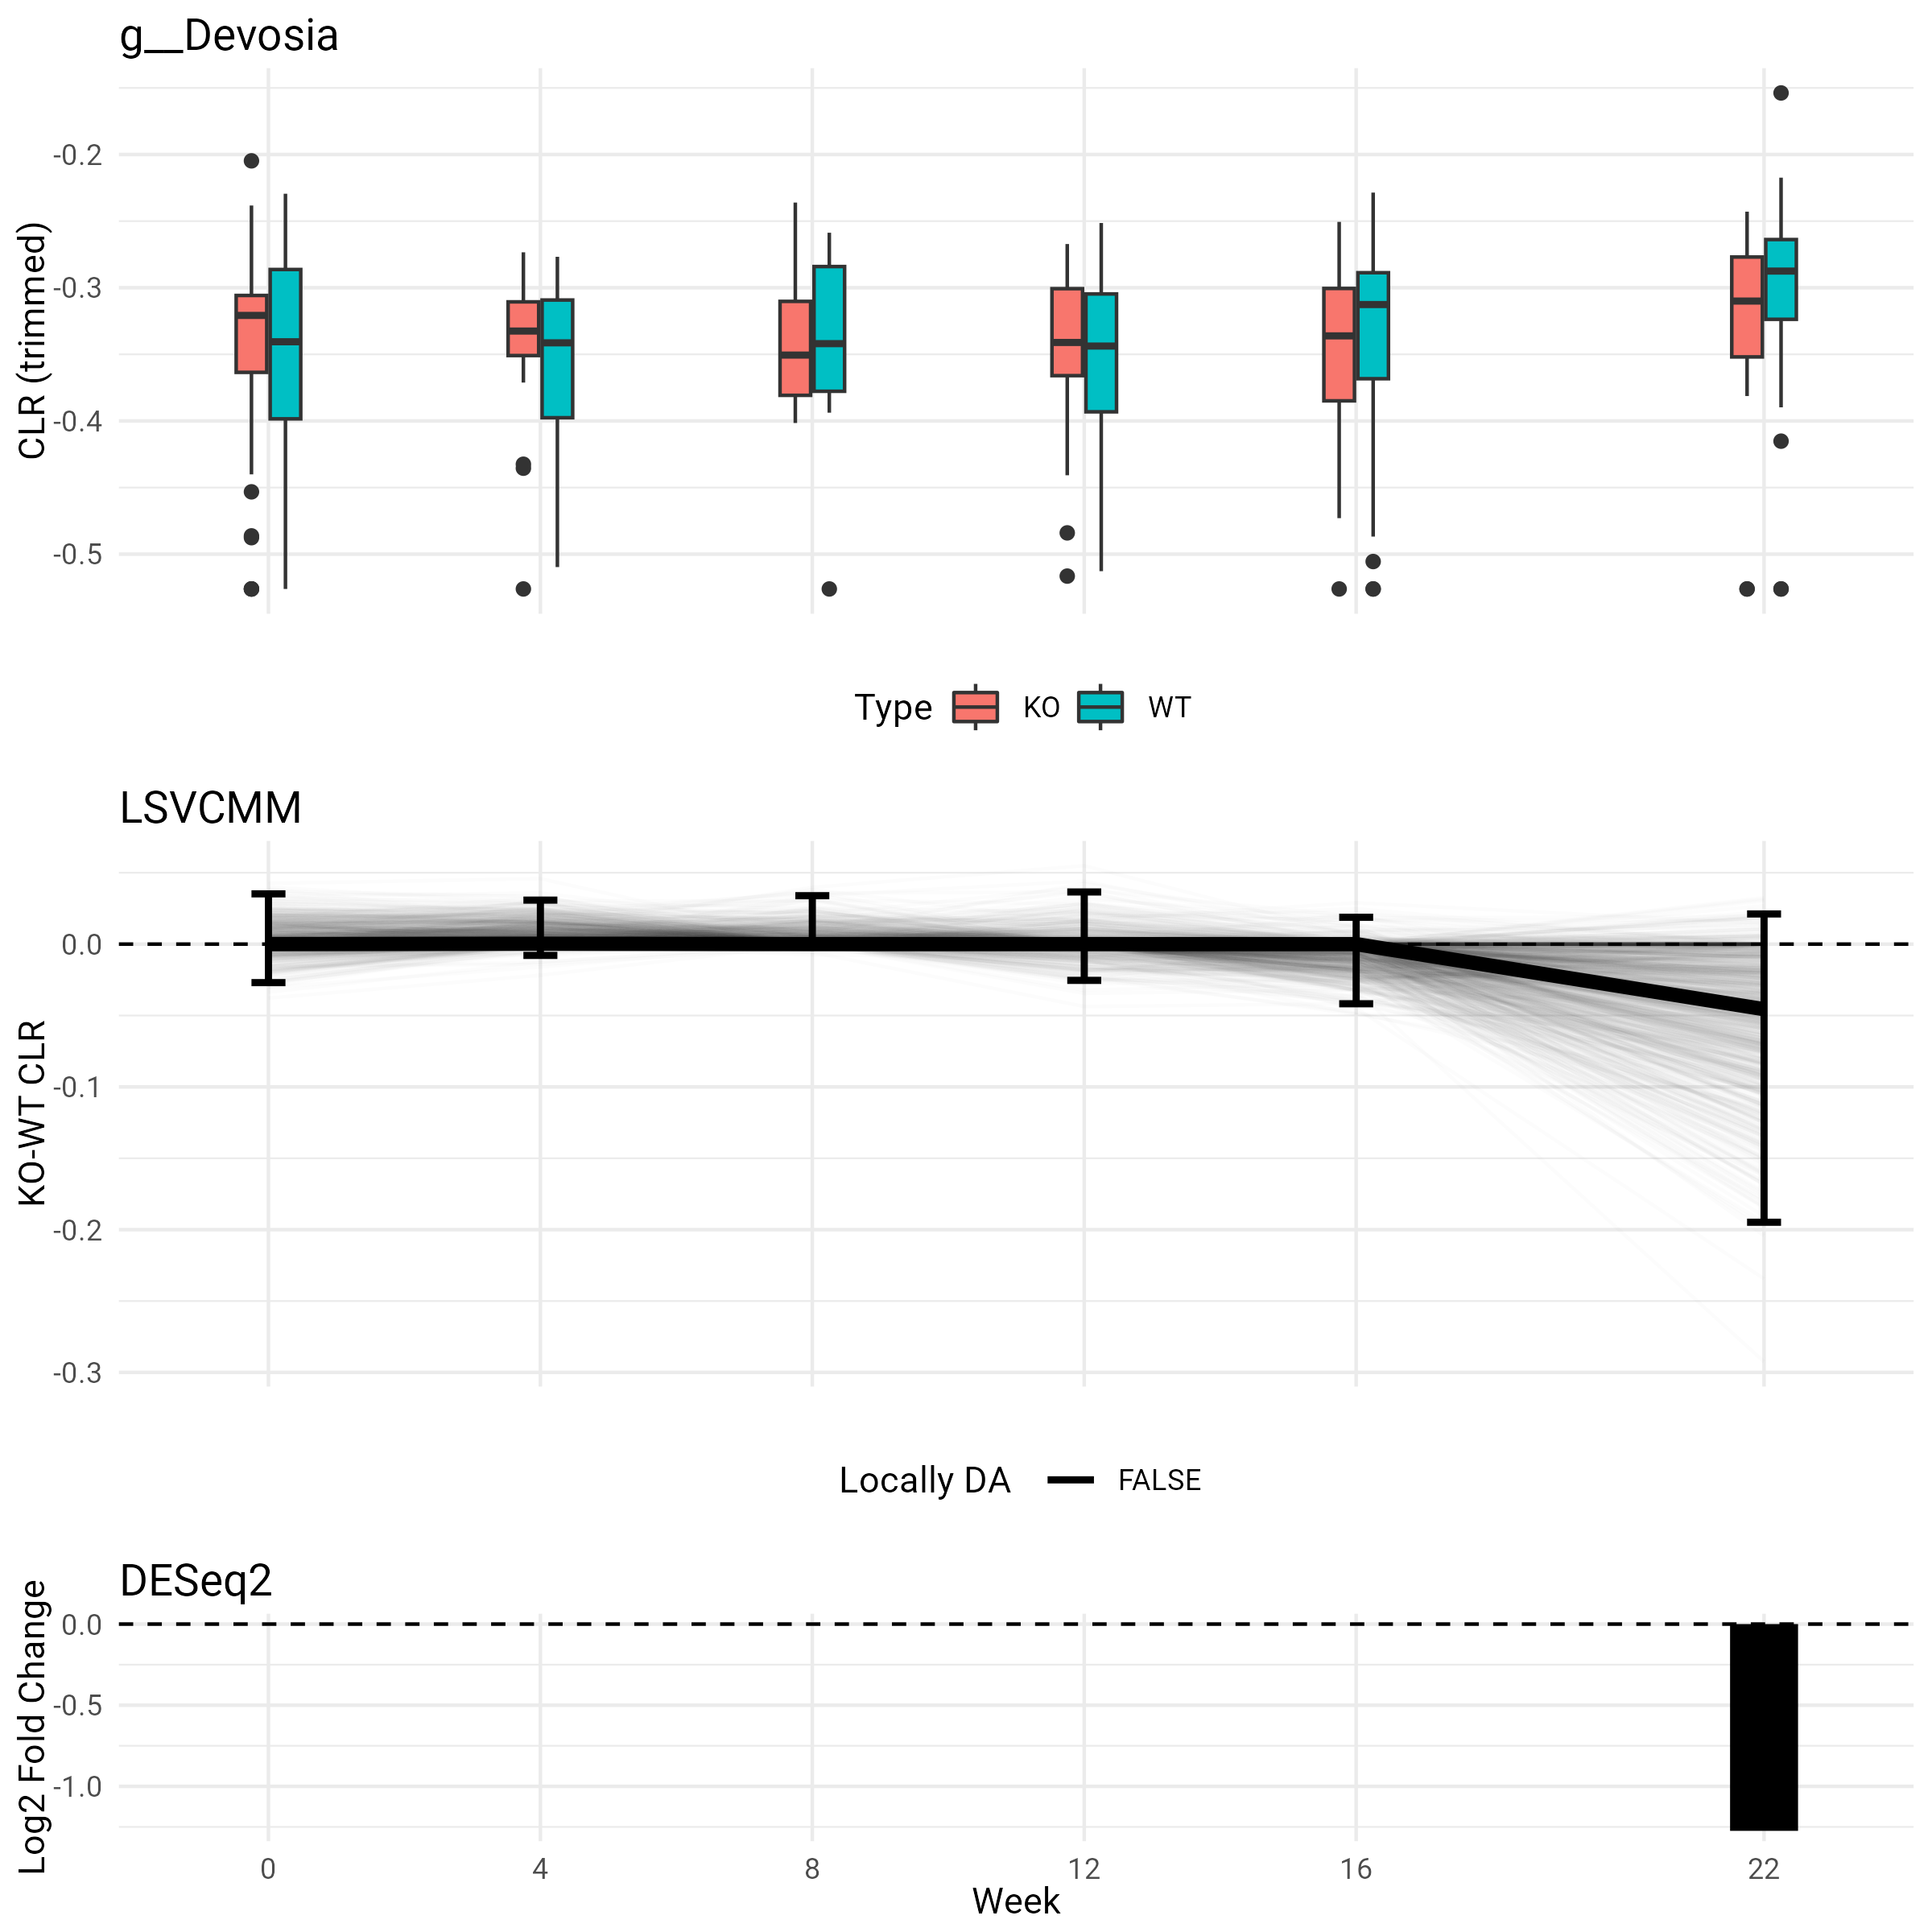 g__Devosia
CLR (trimmed)
-0.2
-0.3
-0.4
-0.5
Type KO WT
LSVCMM
KO-WT CLR
0.0
-0.1
-0.2
-0.3
Locally DA FALSE
DESeq2
Log2 Fold Change
0.0
-0.5
-1.0
0 4 8 12 16 22
Week